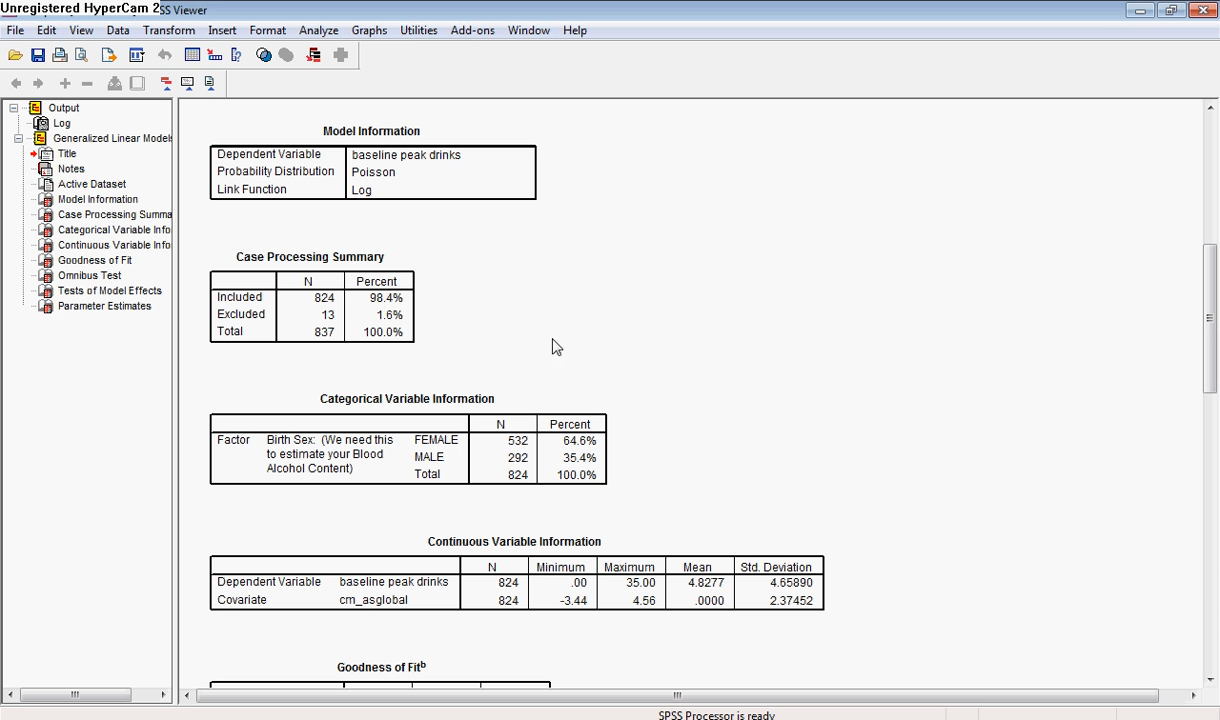 Unregistered HyperCam 2
SS Viewer
File Edit View Data Transform Insert Format Analyze Graphs Utilities Add-ons Window Help
Output
Log
Generalized Linear Models
Title
Notes
Active Dataset
Model Information
Case Processing Summa
Categorical Variable Info
Continuous Variable Info
Goodness of Fit
Omnibus Test
Tests of Model Effects
Parameter Estimates
Model Information
Dependent Variable baseline peak drinks
Probability Distribution Poisson
Link Function Log
Case Processing Summary
N Percent
Included 824 98.4%
Excluded 13 1.6%
Total 837 100.0%
Categorical Variable Information
N Percent
Factor Birth Sex: (We need this FEMALE 532 64.6%
to estimate your Blood MALE 292 35.4%
Alcohol Content) Total 824 100.0%
Continuous Variable Information
N Minimum Maximum Mean Std. Deviation
Dependent Variable baseline peak drinks 824 .00 35.00 4.8277 4.65890
Covariate cm_asglobal 824 -3.44 4.56 .0000 2.37452
Goodness of Fitb
SPSS Processor is ready